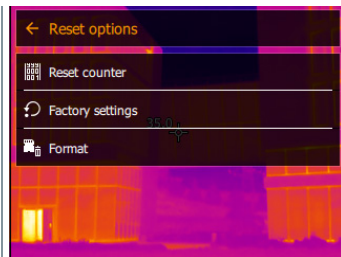 Reset options
Reset counter
Factory settings
35.0
Format